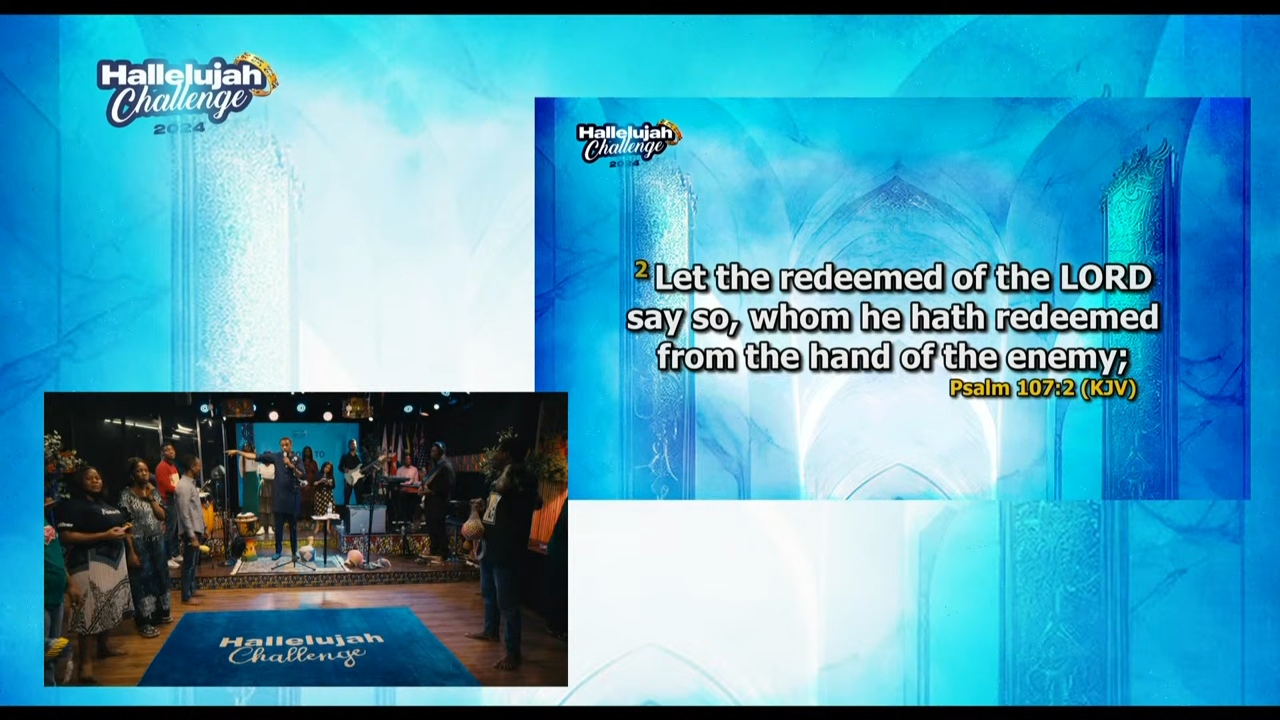 Hallelujah
Challenge
2024
Hallelujah
Challenge
2024
2 Let the redeemed of the LORD
say so, whom he hath redeemed
from the hand of the enemy;
Psalm 107:2 (KJV)
Hallelujah
Challenge